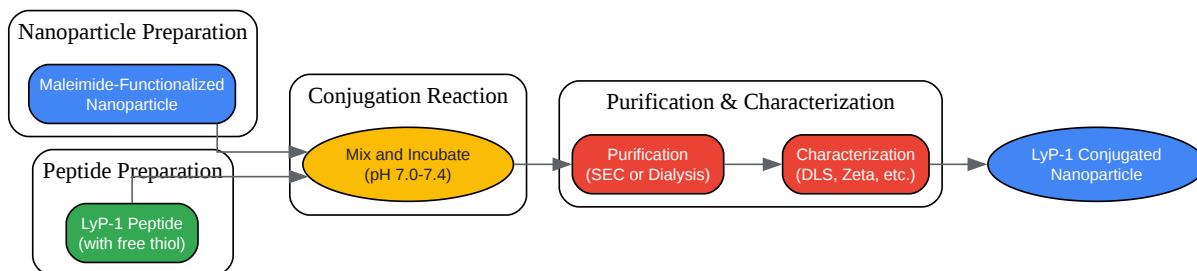 Nanoparticle Preparation
Maleimide-Functionalized
Nanoparticle
Peptide Preparation
LyP-1 Peptide
(with free thiol)
Conjugation Reaction
Mix and Incubate
(pH 7.0-7.4)
Purification & Characterization
Purification
(SEC or Dialysis)
Characterization
(DLS, Zeta, etc.)
LyP-1 Conjugated
Nanoparticle